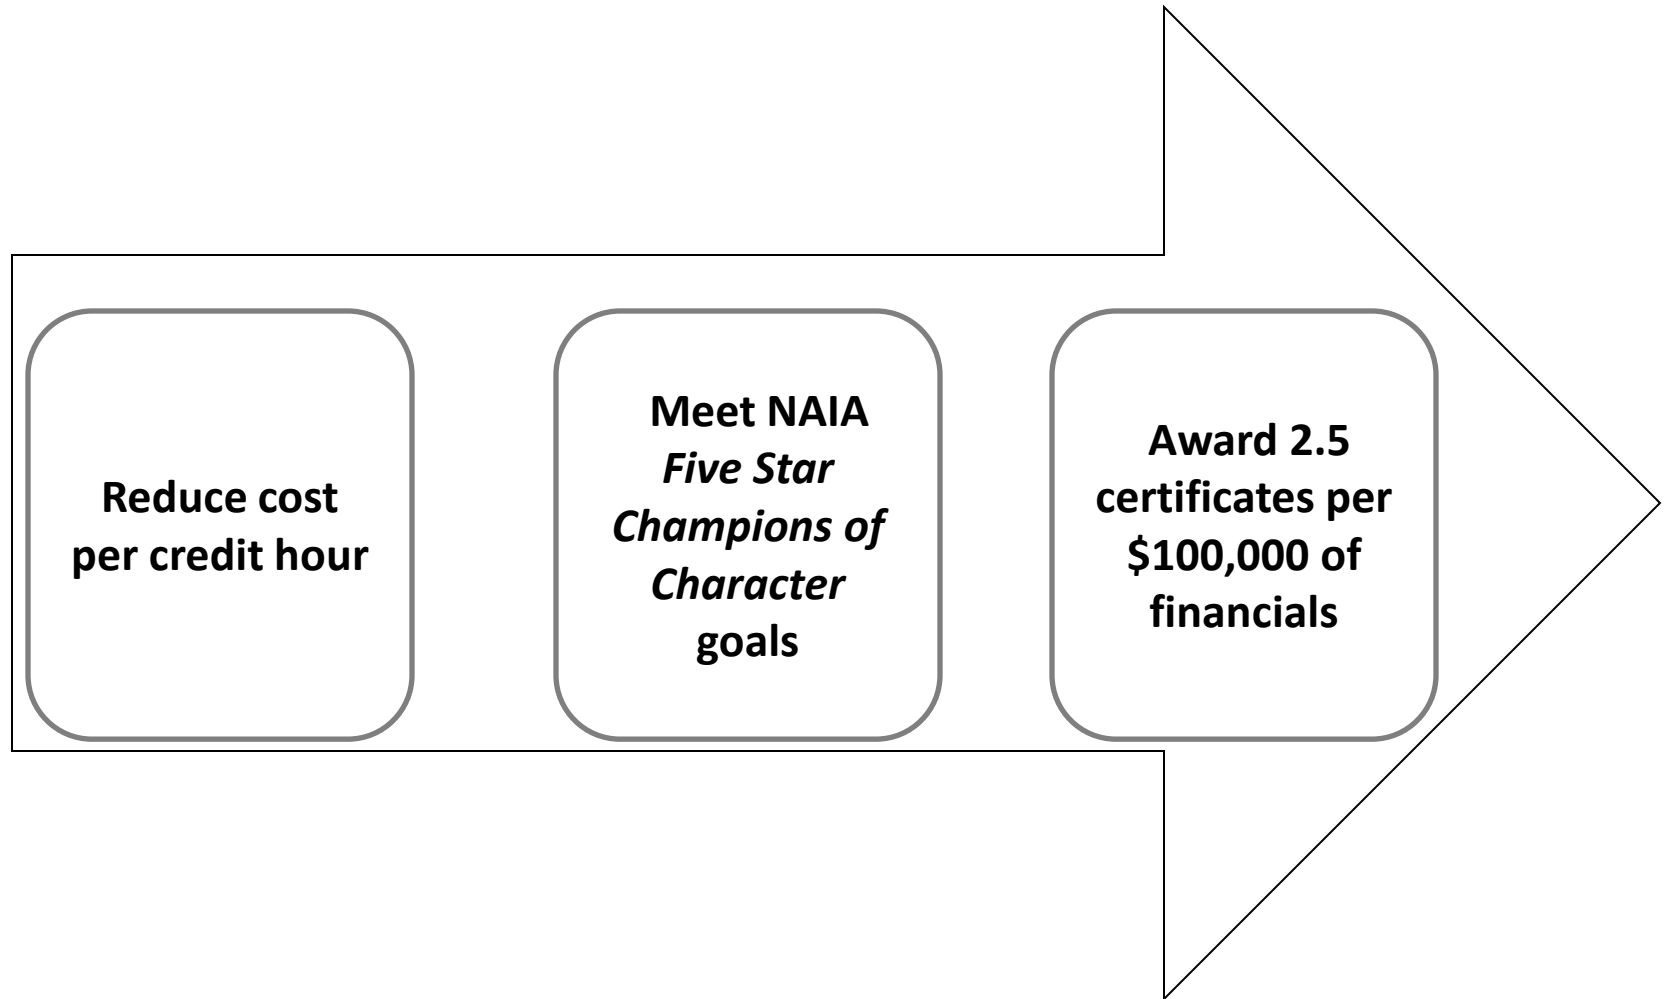 Reduce cost
per credit hour
Meet NAIA
Five Star
Champions of
Character
goals
Award 2.5
certificates per
$100,000 of
financials